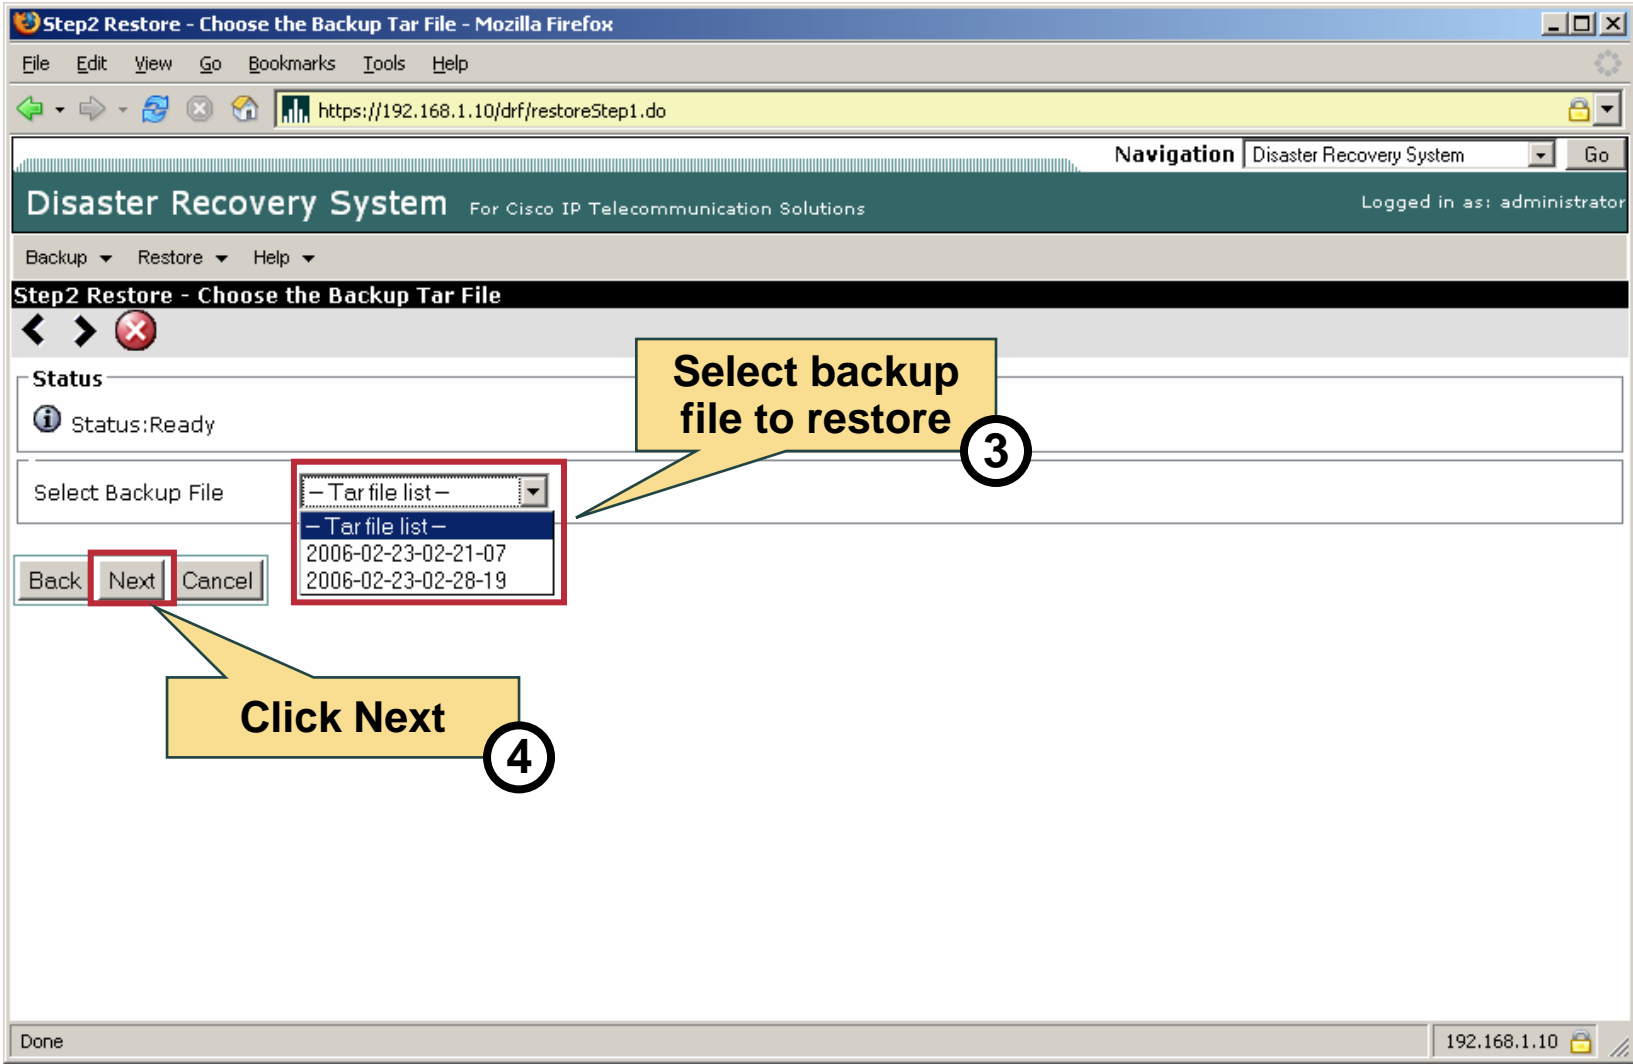 Step2 Restore - Choose the Backup Tar File - Mozilla Firefox
File Edit View Go Bookmarks Tools Help
https://192.168.1.10/drf/restoreStep1.do
Navigation Disaster Recovery System Go
Disaster Recovery System For Cisco IP Telecommunication Solutions
Logged in as: administrator
Backup Restore Help
Step2 Restore - Choose the Backup Tar File
Status
Status:Ready
Select backup
file to restore
3
Select Backup File
– Tar file list –
– Tar file list –
2006-02-23-02-21-07
2006-02-23-02-28-19
Back Next Cancel
Click Next
4
Done
192.168.1.10